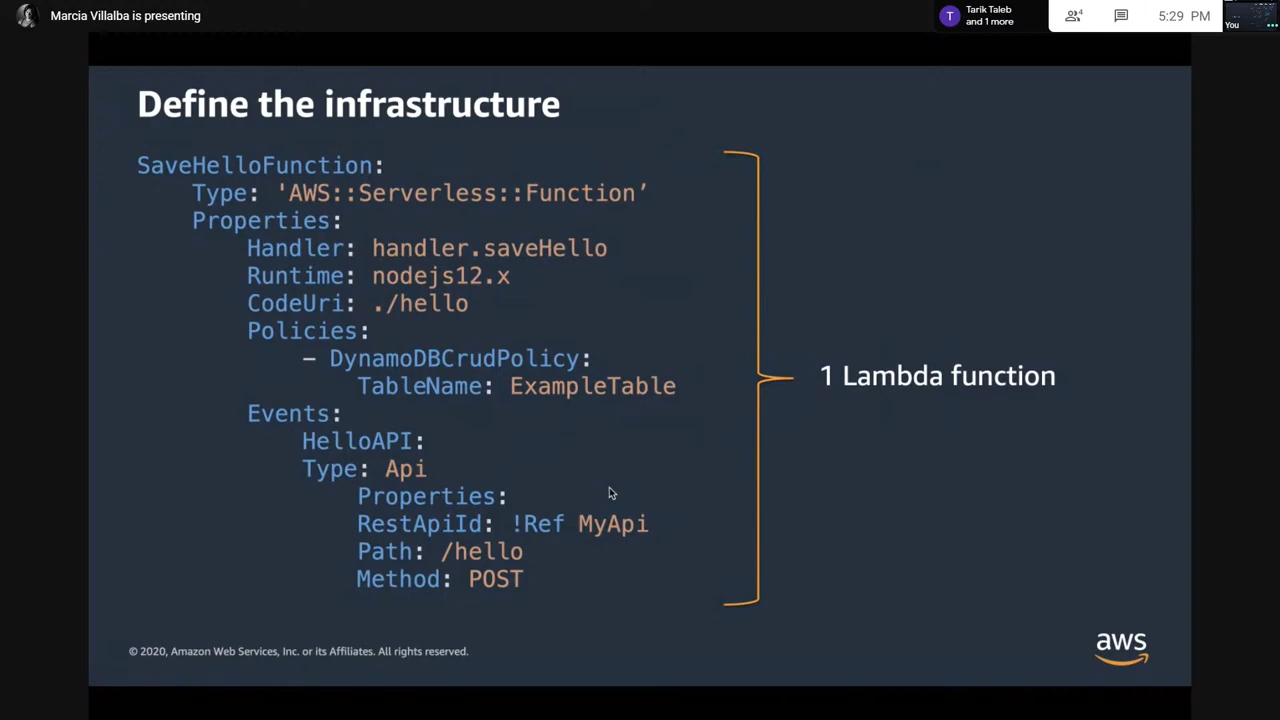 Marcia Villalba is presenting
T
Tarik Taleb
and 1 more
4
5:29 PM
You
Define the infrastructure
SaveHelloFunction:
Type: 'AWS::Serverless::Function’
Properties:
Handler: handler.saveHello
Runtime: nodejs12.x
CodeUri: ./hello
Policies:
– DynamoDBCrudPolicy:
TableName: ExampleTable
Events:
HelloAPI:
Type: Api
Properties:
RestApiId: !Ref MyApi
Path: /hello
Method: POST
1 Lambda function
© 2020, Amazon Web Services, Inc. or its Affiliates. All rights reserved.
aws